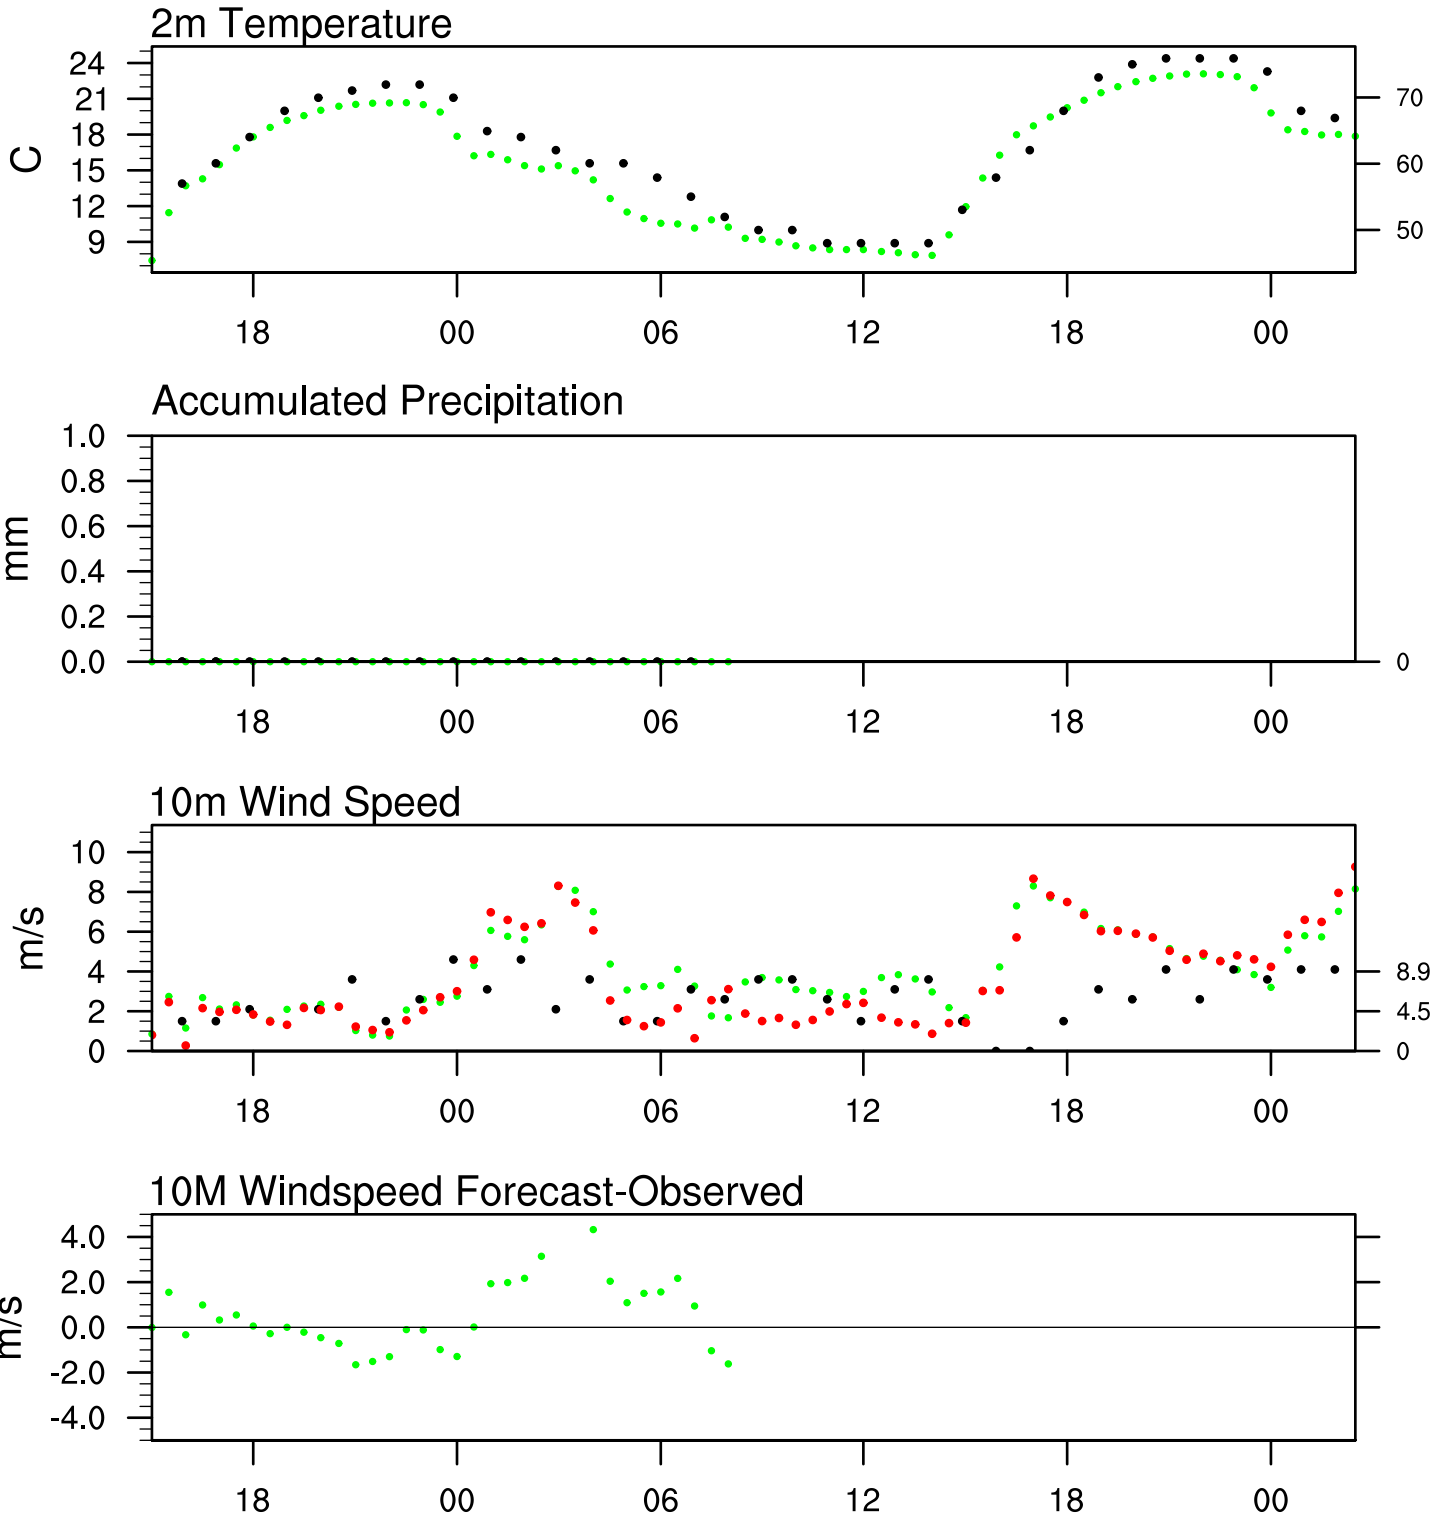 2m Temperature
24
21
18
15
12
9
C
70
60
50
18 00 06 12 18 00
Accumulated Precipitation
1.0
0.8
0.6
0.4
0.2
0.0
mm
0
18 00 06 12 18 00
10m Wind Speed
10
8
6
4
2
0
m/s
8.9
4.5
0
18 00 06 12 18 00
10M Windspeed Forecast-Observed
4.0
2.0
0.0
-2.0
-4.0
m/s
18 00 06 12 18 00